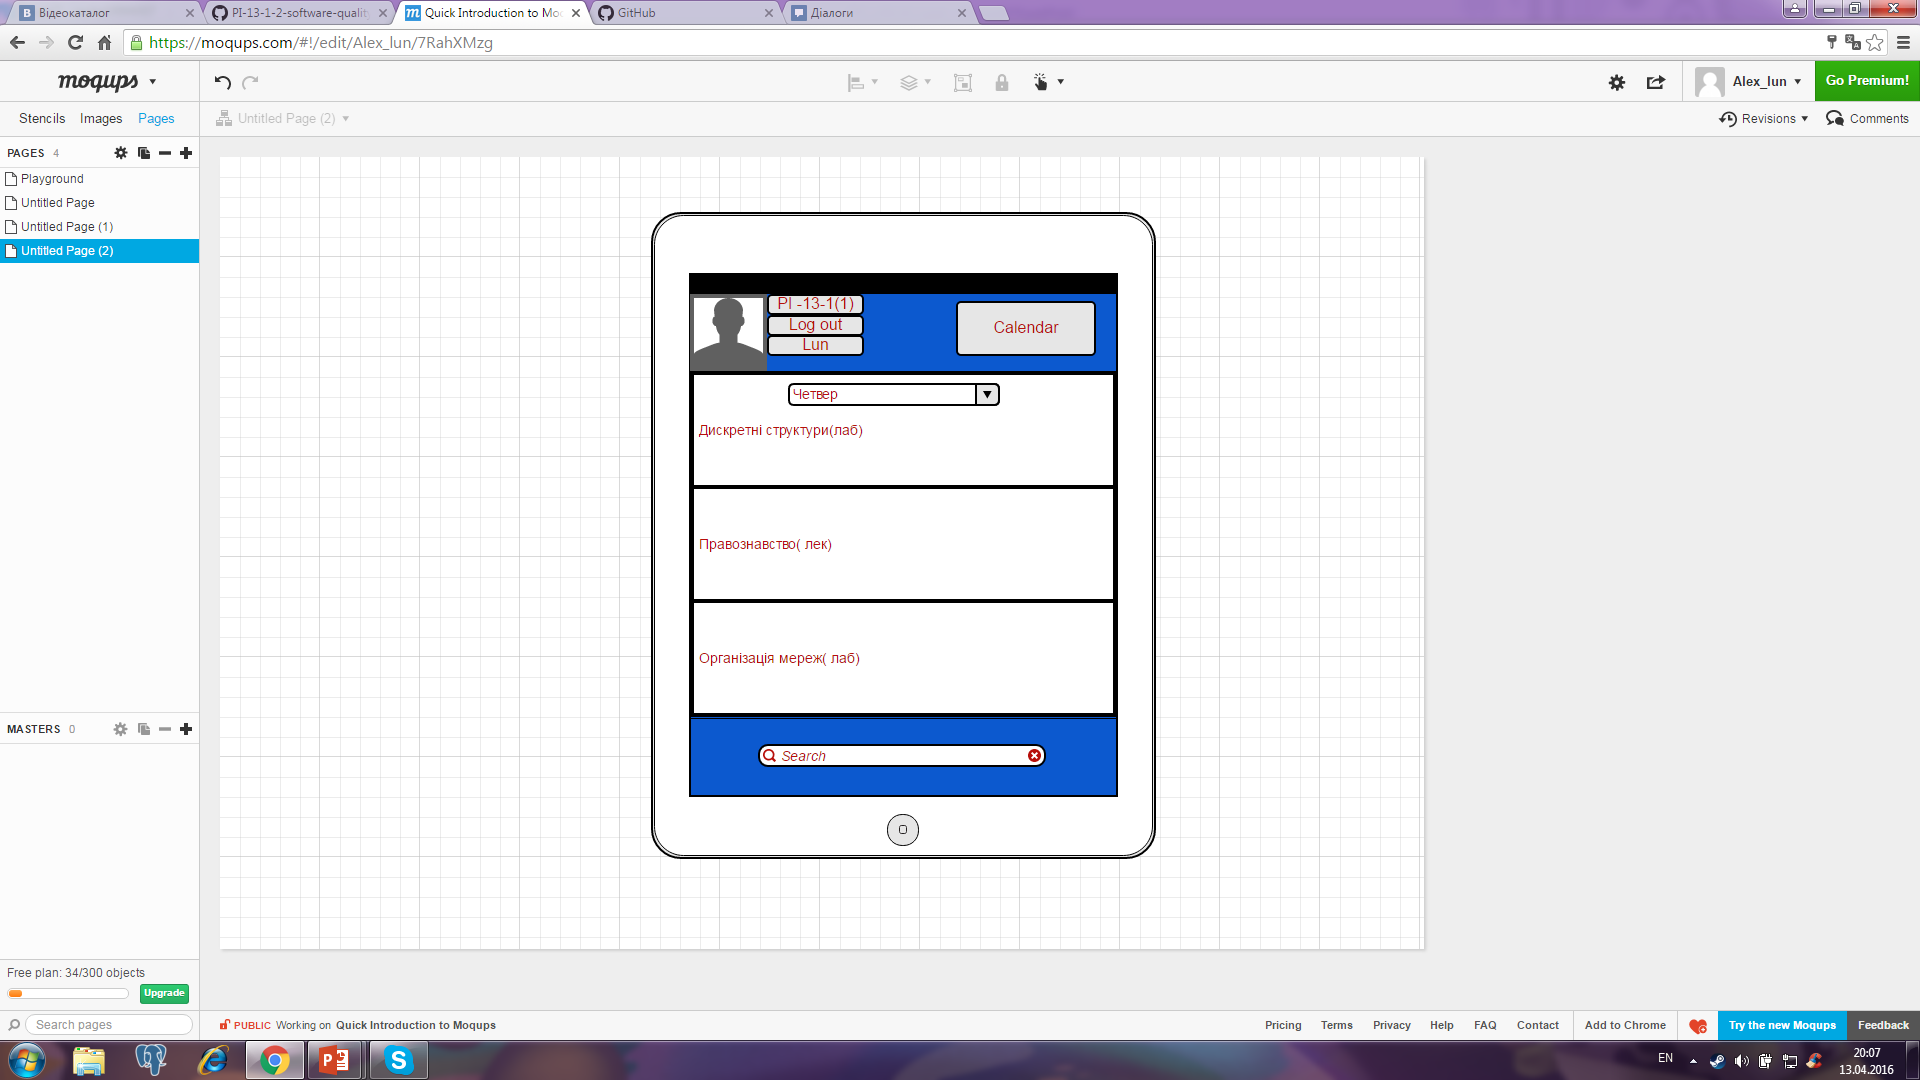 Відеокаталог
PI-13-1-2-software-quality
Quick Introduction to Moc
GitHub
Діалоги
https://moqups.com/#!/edit/Alex_lun/7RahXMzg
moqups
Alex_lun
Go Premium!
Stencils Images Pages
Untitled Page (2)
Revisions
Comments
PAGES 4
Playground
Untitled Page
Untitled Page (1)
Untitled Page (2)
PI -13-1(1)
Log out
Lun
Calendar
Четвер
Дискретні структури(лаб)
Правознавство( лек)
Організація мереж( лаб)
Search
MASTERS 0
Free plan: 34/300 objects
Upgrade
Search pages
PUBLIC Working on Quick Introduction to Moqups
Pricing Terms Privacy Help FAQ Contact Add to Chrome
Try the new Moqups
Feedback
EN
20:07
13.04.2016